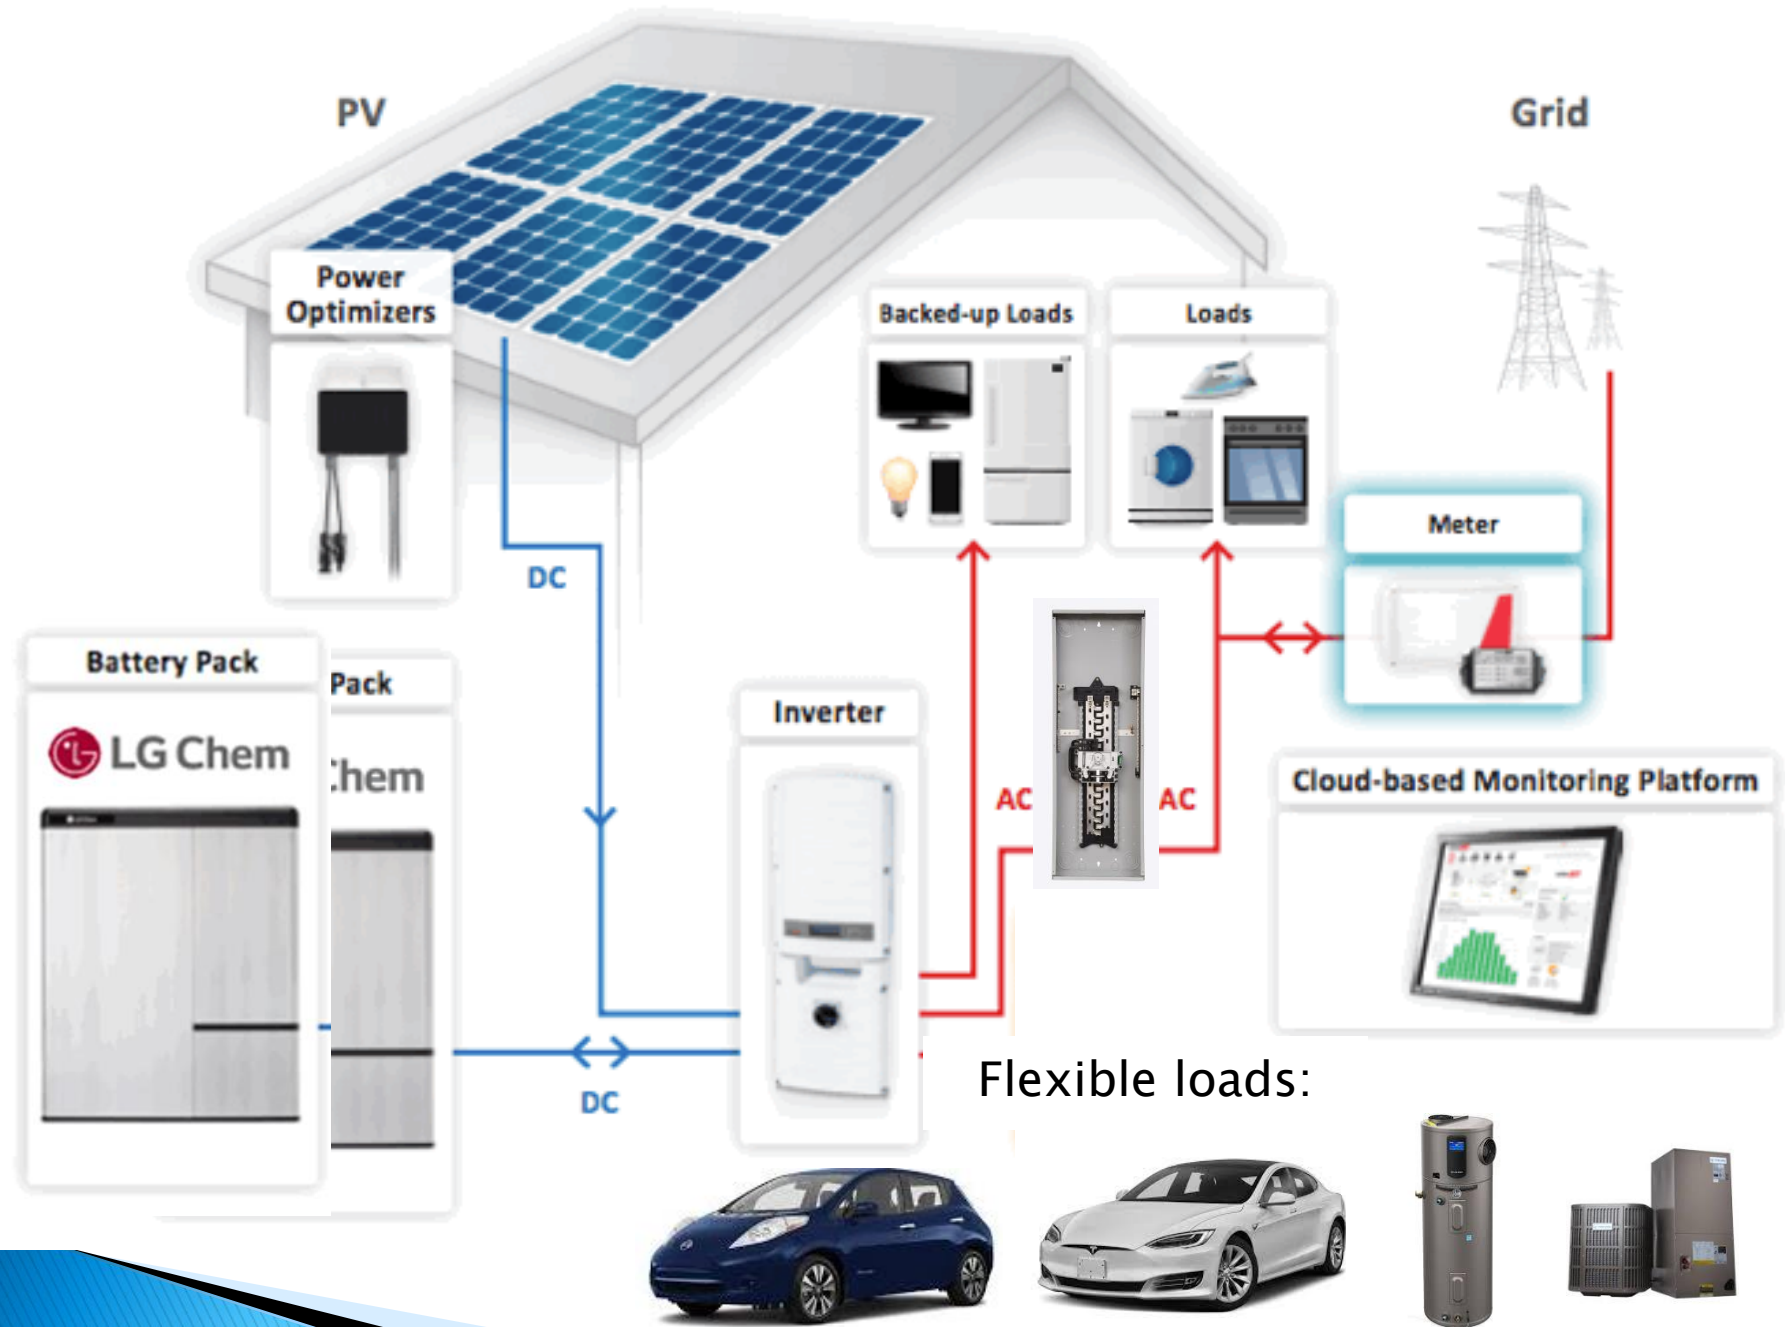 PV
Grid
Power
Optimizers
Backed-up Loads
Loads
Meter
DC
Battery Pack
Pack
LG Chem
Chem
Inverter
AC
AC
Cloud-based Monitoring Platform
DC
Flexible loads: